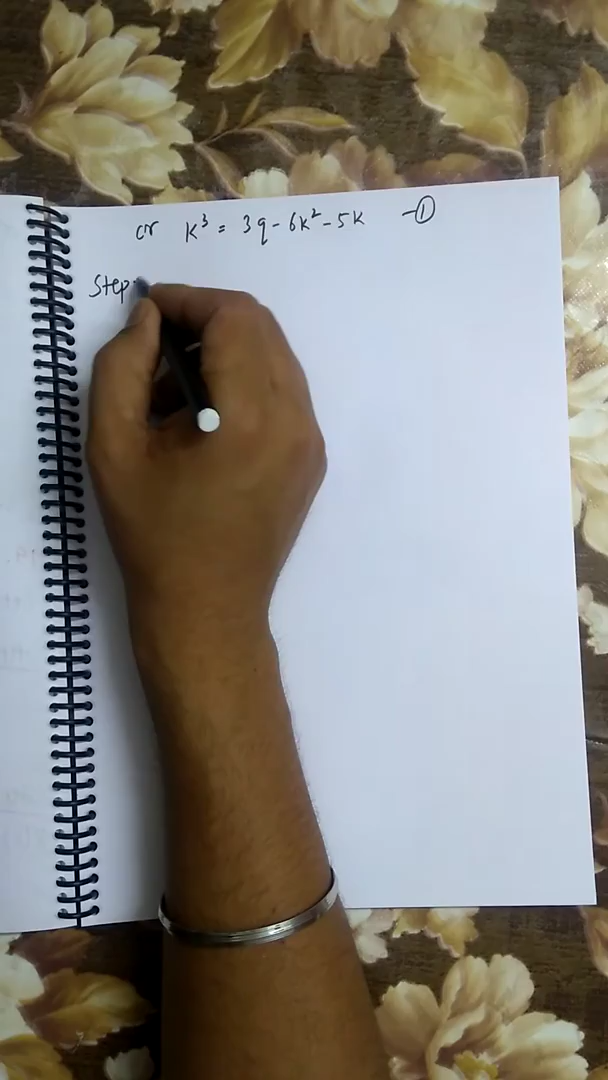 or K³ = 3q - 6K² - 5K -①
Step: